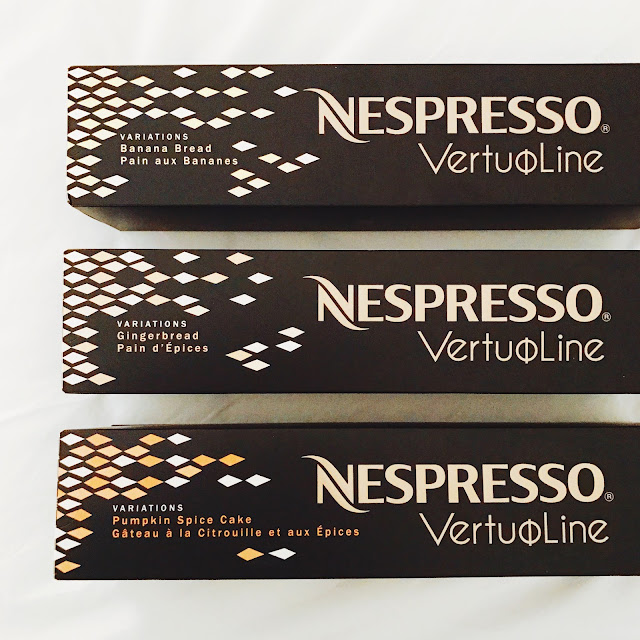 VARIATIONS
Banana Bread
Pain aux Bananes
NESPRESSO®
VertuoLine
VARIATIONS
Gingerbread
Pain d'Épices
NESPRESSO®
VertuoLine
VARIATIONS
Pumpkin Spice Cake
Gâteau à la Citrouille et aux Épices
NESPRESSO®
VertuoLine